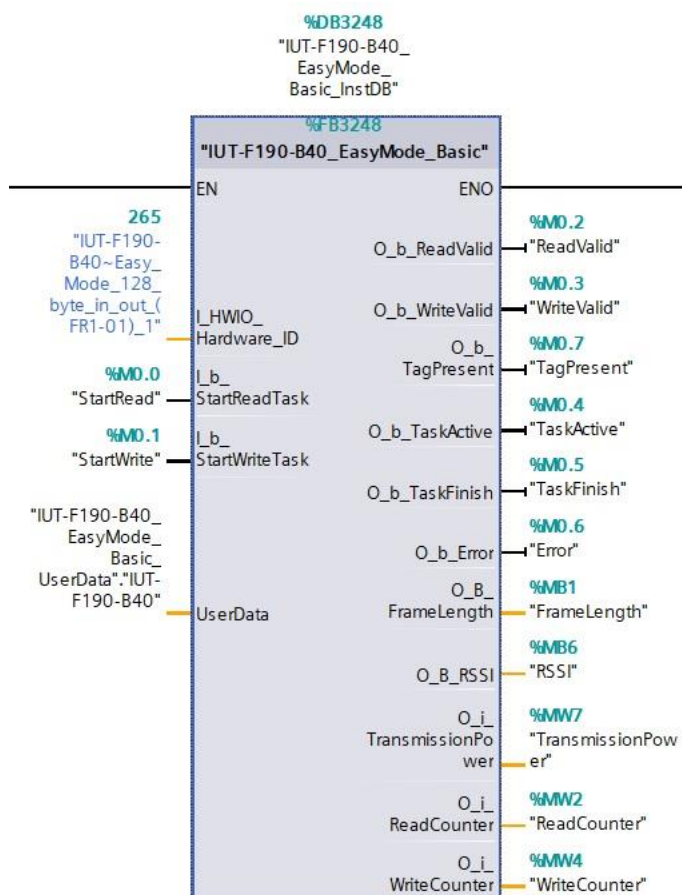 %DB3248
"IUT-F190-B40_
EasyMode_
Basic_InstDB"
%FB3248
"IUT-F190-B40_EasyMode_Basic"
EN
ENO
265
"IUT-F190-
B40~Easy_
Mode_128_
byte_in_out_(
FR1-01)_1"
I_HWIO_
Hardware_ID
%M0.0
"StartRead"
I_b_
StartReadTask
%M0.1
"StartWrite"
I_b_
StartWriteTask
"IUT-F190-B40_
EasyMode_
Basic_
UserData"."IUT-
F190-B40"
UserData
O_b_ReadValid
%M0.2
"ReadValid"
O_b_WriteValid
%M0.3
"WriteValid"
O_b_
TagPresent
%M0.7
"TagPresent"
O_b_TaskActive
%M0.4
"TaskActive"
O_b_TaskFinish
%M0.5
"TaskFinish"
O_b_Error
%M0.6
"Error"
O_B_
FrameLength
%MB1
"FrameLength"
O_B_RSSI
%MB6
"RSSI"
O_i_
TransmissionPo
wer
%MW7
"TransmissionPow
er"
O_i_
ReadCounter
%MW2
"ReadCounter"
O_i_
WriteCounter
%MW4
"WriteCounter"